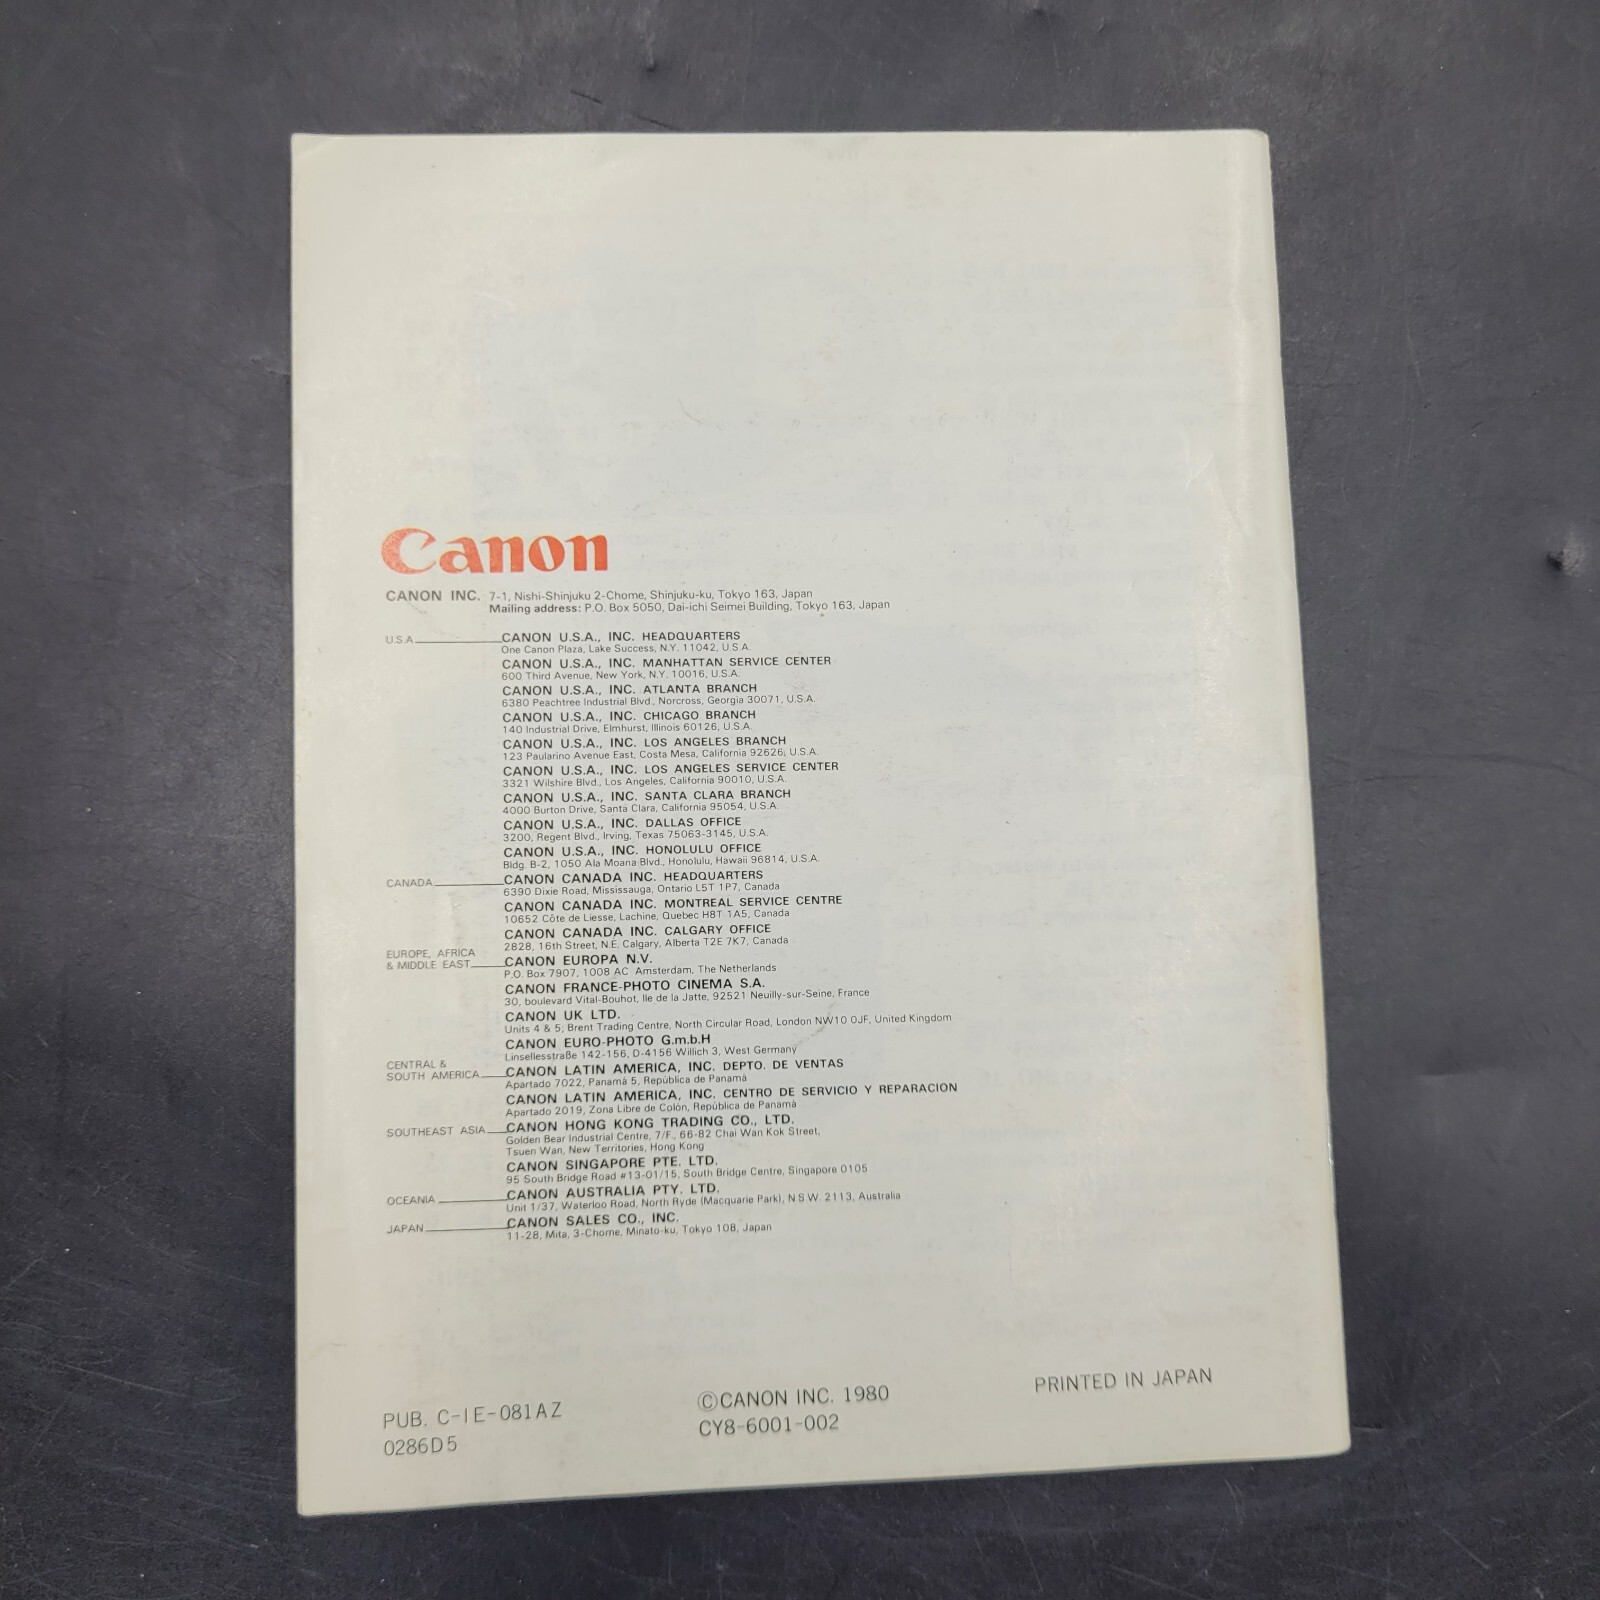 Canon
CANON INC. 7-1, Nishi-Shinjuku 2-Chome, Shinjuku-ku, Tokyo 163, Japan
Mailing address: P.O. Box 5050, Dai-ichi Seimei Building, Tokyo 163, Japan
U.S.A. CANON U.S.A., INC. HEADQUARTERS
One Canon Plaza, Lake Success, N.Y. 11042, U.S.A.
CANON U.S.A., INC. MANHATTAN SERVICE CENTER
600 Third Avenue, New York, N.Y. 10016, U.S.A.
CANON U.S.A., INC. ATLANTA BRANCH
6380 Peachtree Industrial Blvd., Norcross, Georgia 30071, U.S.A.
CANON U.S.A., INC. CHICAGO BRANCH
140 Industrial Drive, Elmhurst, Illinois 60126, U.S.A.
CANON U.S.A., INC. LOS ANGELES BRANCH
123 Paularino Avenue East, Costa Mesa, California 92626, U.S.A.
CANON U.S.A., INC. LOS ANGELES SERVICE CENTER
3321 Wilshire Blvd., Los Angeles, California 90010, U.S.A.
CANON U.S.A., INC. SANTA CLARA BRANCH
4000 Burton Drive, Santa Clara, California 95054, U.S.A.
CANON U.S.A., INC. DALLAS OFFICE
3200, Regent Blvd., Irving, Texas 75063-3145, U.S.A.
CANON U.S.A., INC. HONOLULU OFFICE
Bldg. B-2, 1050 Ala Moana Blvd., Honolulu, Hawaii 96814, U.S.A.
CANADA CANON CANADA INC. HEADQUARTERS
6390 Dixie Road, Mississauga, Ontario L5T 1P7, Canada
CANON CANADA INC. MONTREAL SERVICE CENTRE
10652 Côte de Liesse, Lachine, Quebec H8T 1A5, Canada
CANON CANADA INC. CALGARY OFFICE
2828, 16th Street, N.E. Calgary, Alberta T2E 7K7, Canada
EUROPE, AFRICA
& MIDDLE EAST CANON EUROPA N.V.
P.O. Box 7907, 1008 AC Amsterdam, The Netherlands
CANON FRANCE-PHOTO CINEMA S.A.
30, boulevard Vital-Bouhot, Ile de la Jatte, 92521 Neuilly-sur-Seine, France
CANON UK LTD.
Units 4 & 5, Brent Trading Centre, North Circular Road, London NW10 0JF, United Kingdom
CANON EURO-PHOTO G.m.b.H
Linsellesstraße 142-156, D-4156 Willich 3, West Germany
CENTRAL &
SOUTH AMERICA CANON LATIN AMERICA, INC. DEPTO. DE VENTAS
Apartado 7022, Panamá 5, República de Panamá
CANON LATIN AMERICA, INC. CENTRO DE SERVICIO Y REPARACION
Apartado 2019, Zona Libre de Colón, República de Panamá
SOUTHEAST ASIA CANON HONG KONG TRADING CO., LTD.
Golden Bear Industrial Centre, 7/F., 66-82 Chai Wan Kok Street,
Tsuen Wan, New Territories, Hong Kong
CANON SINGAPORE PTE. LTD.
95 South Bridge Road #13-01/15, South Bridge Centre, Singapore 0105
OCEANIA CANON AUSTRALIA PTY. LTD.
Unit 1/37, Waterloo Road, North Ryde (Macquarie Park), N.S.W. 2113, Australia
JAPAN CANON SALES CO., INC.
11-28, Mita, 3-Chome, Minato-ku, Tokyo 108, Japan
PUB. C-IE-081AZ
0286D5
©CANON INC. 1980
CY8-6001-002
PRINTED IN JAPAN